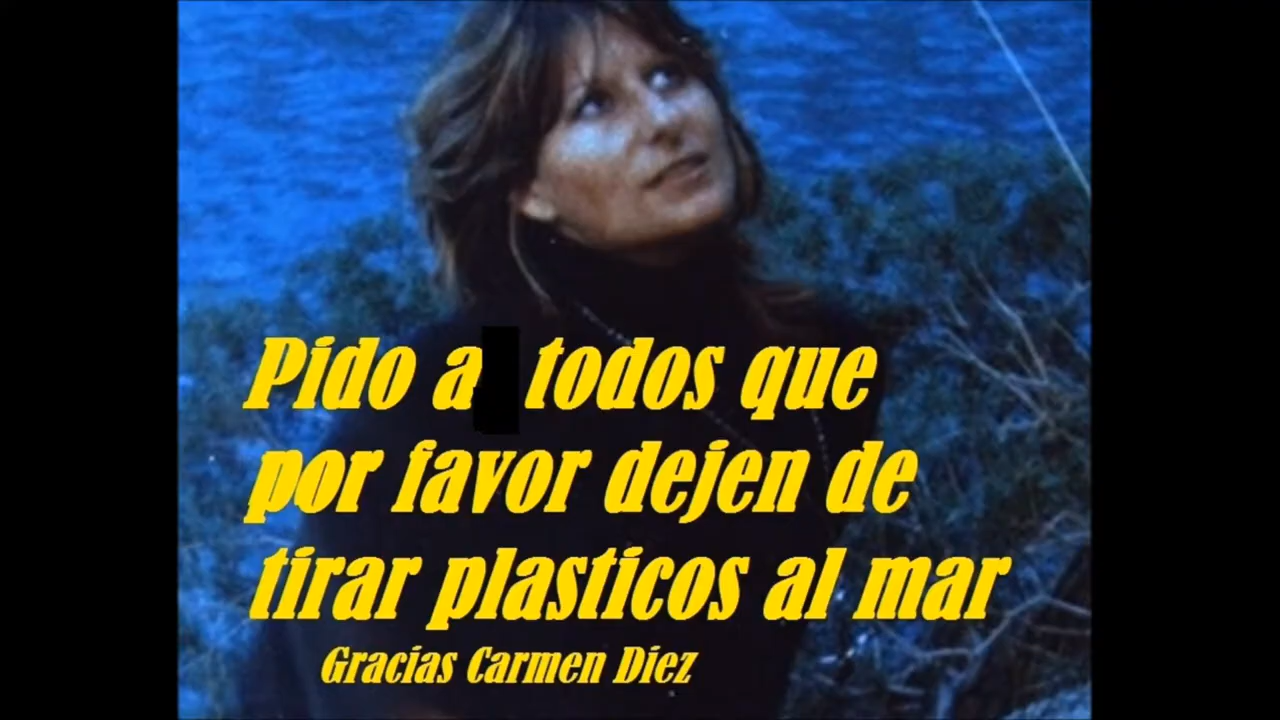 Pido a todos que
por favor dejen de
tirar plasticos al mar
Gracias Carmen Diez